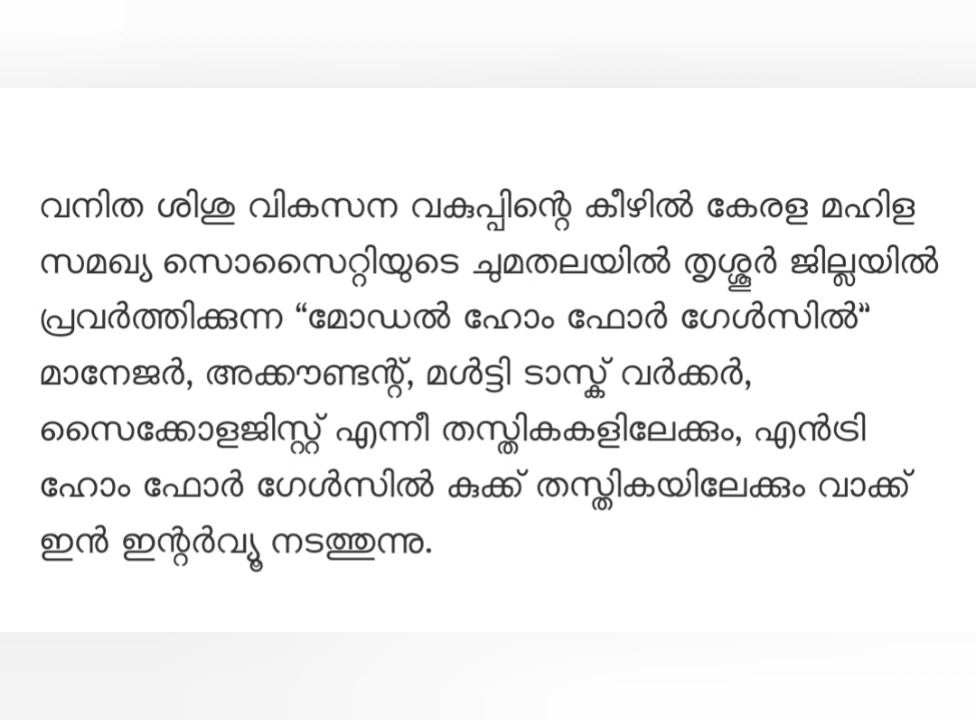 വനിത ശിശു വികസന വകുപ്പിന്റെ കീഴിൽ കേരള മഹിള
സമഖ്യ സൊസൈറ്റിയുടെ ചുമതലയിൽ തൃശ്ശൂർ ജില്ലയിൽ
പ്രവർത്തിക്കുന്ന “മോഡൽ ഹോം ഫോർ ഗേൾസിൽ”
മാനേജർ, അക്കൗണ്ടന്റ്, മൾട്ടി ടാസ്ക് വർക്കർ,
സൈക്കോളജിസ്റ്റ് എന്നീ തസ്തികകളിലേക്കും, എൻട്രി
ഹോം ഫോർ ഗേൾസിൽ കുക്ക് തസ്തികയിലേക്കും വാക്ക്
ഇൻ ഇന്റർവ്യൂ നടത്തുന്നു.